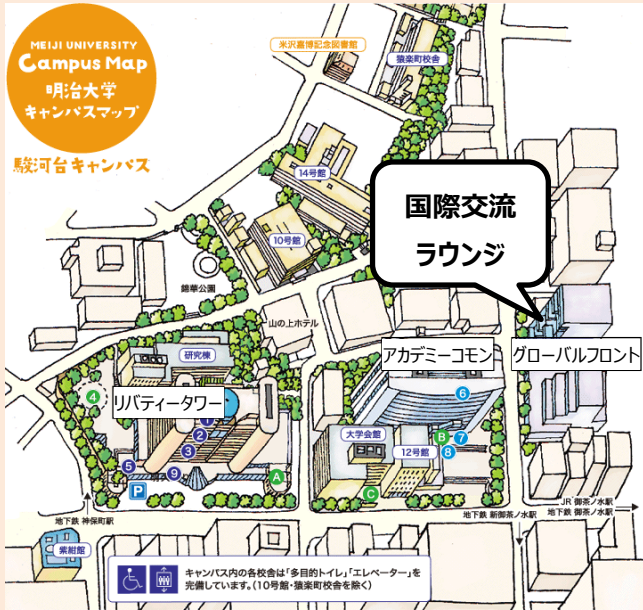 MEIJI UNIVERSITY
Campus Map
明治大学
キャンパスマップ
駿河台キャンパス
米沢嘉博記念図書館
猿楽町校舎
14号館
国際交流
ラウンジ
10号館
錦華公園
山の上ホテル
研究棟
アカデミーコモン
グローバルフロント
リバティータワー
4
1
2
3
5
9
P
A
6
大学会館
12号館
B
7
8
C
JR 御茶ノ水駅
地下鉄 御茶ノ水駅
地下鉄 新御茶ノ水駅
地下鉄 神保町駅
紫紺館
キャンパス内の各校舎は「多目的トイレ」「エレベーター」を
完備しています。(10号館・猿楽町校舎を除く)